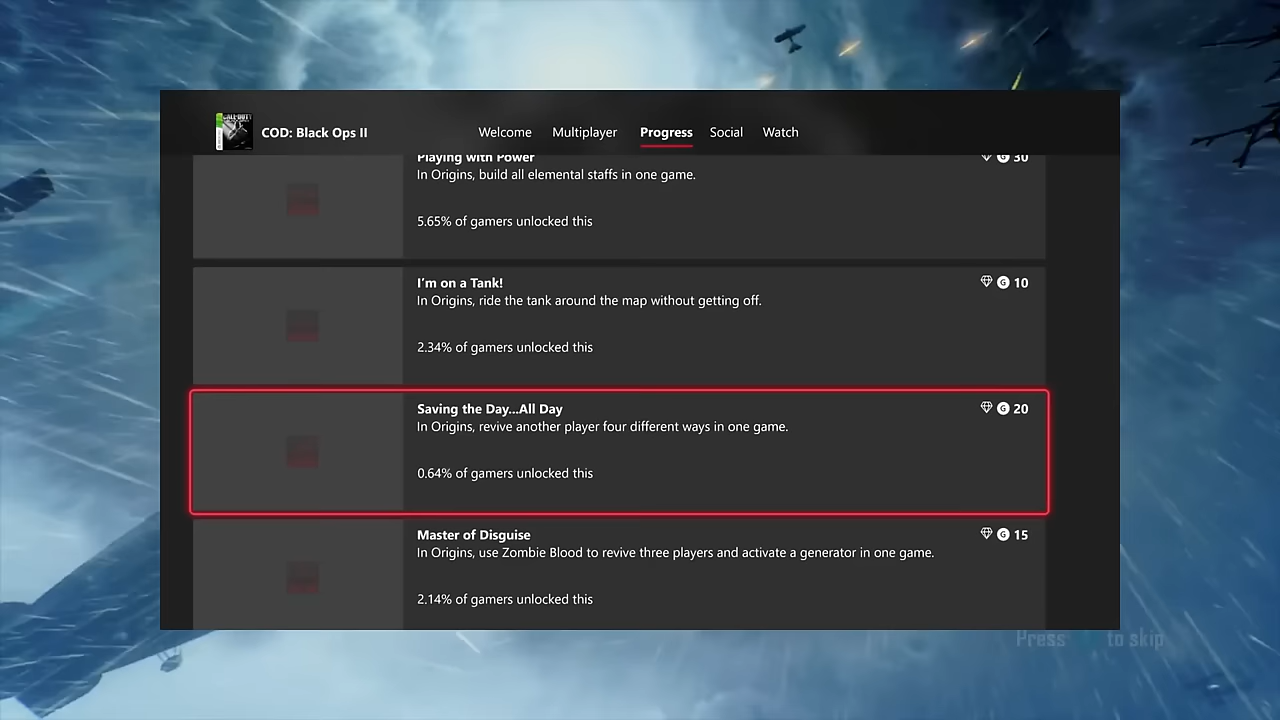 CALL OF DUTY
COD: Black Ops II
Welcome
Multiplayer
Progress
Social
Watch
Playing with Power
G 30
In Origins, build all elemental staffs in one game.
5.65% of gamers unlocked this
I'm on a Tank!
G 10
In Origins, ride the tank around the map without getting off.
2.34% of gamers unlocked this
Saving the Day...All Day
G 20
In Origins, revive another player four different ways in one game.
0.64% of gamers unlocked this
Master of Disguise
G 15
In Origins, use Zombie Blood to revive three players and activate a generator in one game.
2.14% of gamers unlocked this
Press to skip